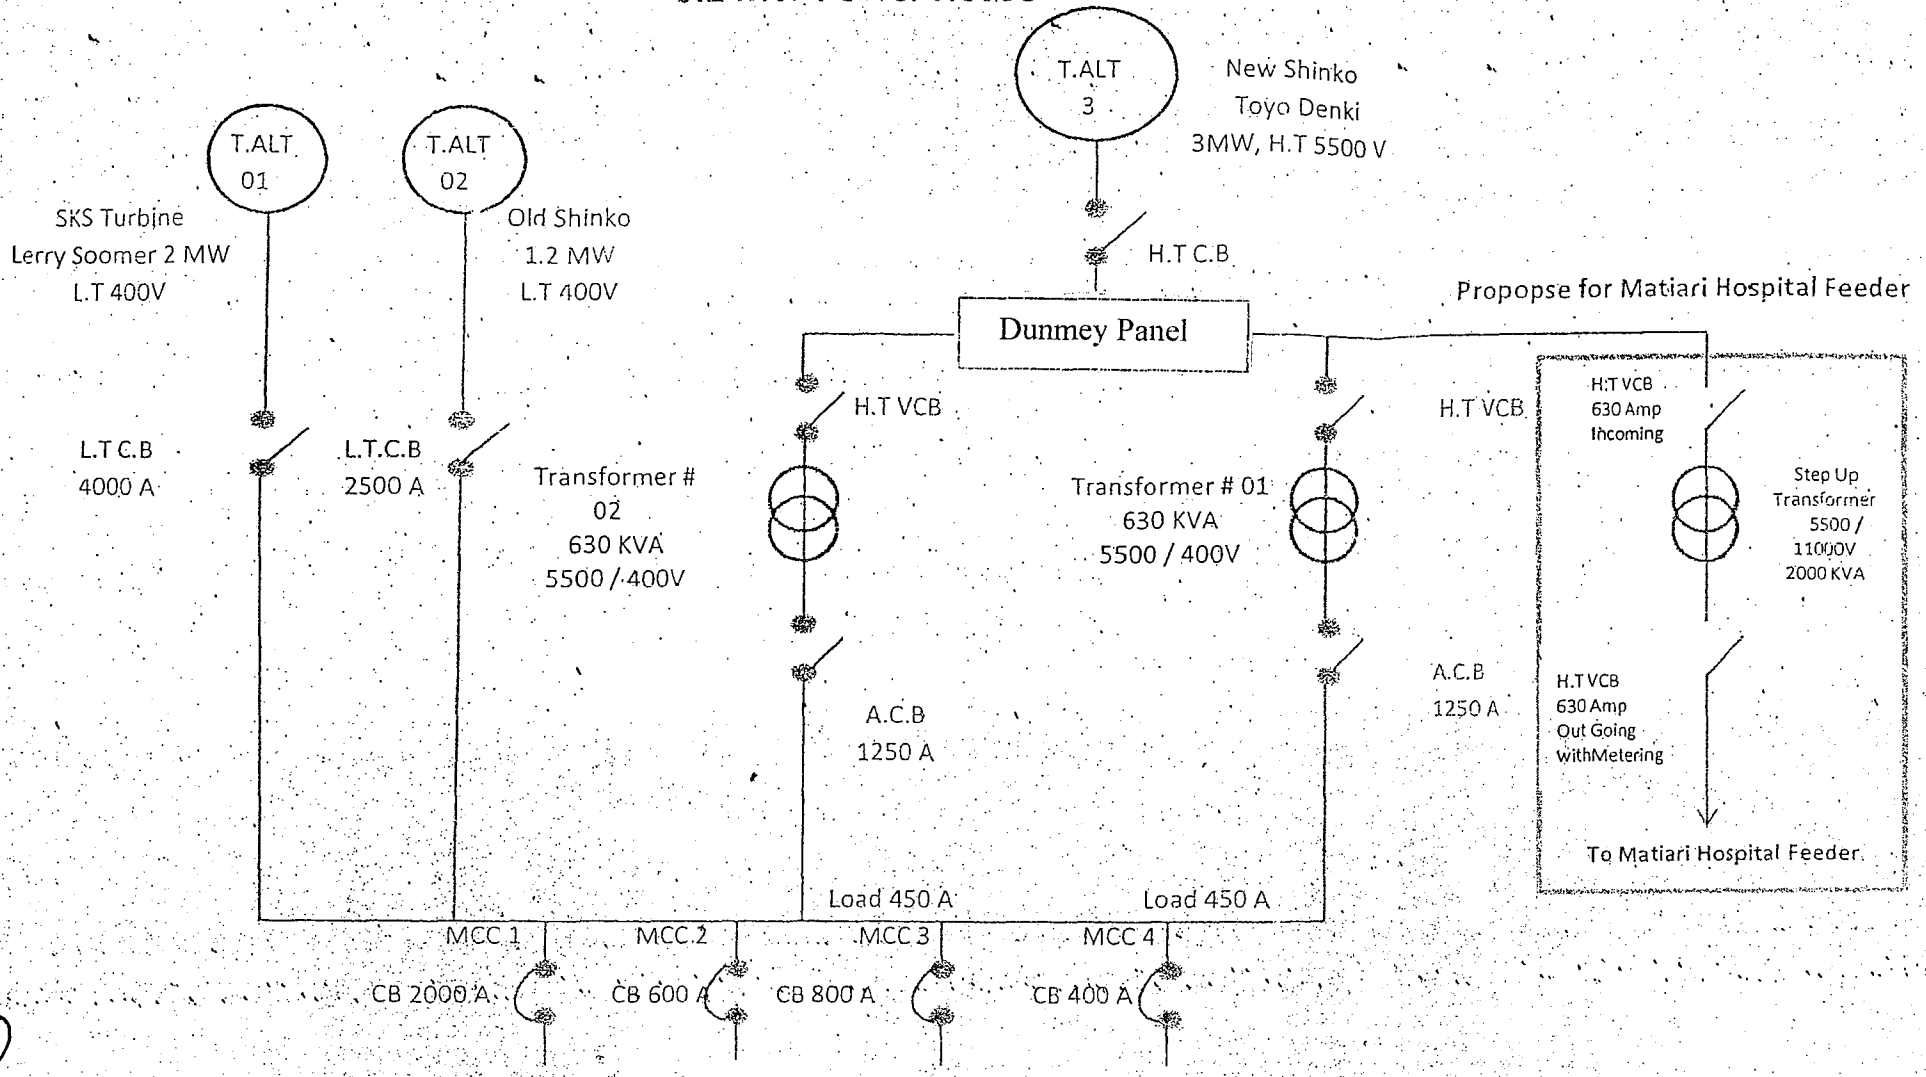 T.ALT
3
New Shinko
Toyo Denki
3MW, H.T 5500 V
T.ALT
01
T.ALT
02
SKS Turbine
Lerry Soomer 2 MW
L.T 400V
Old Shinko
1.2 MW
L.T 400V
H.T C.B
Propopse for Matiari Hospital Feeder
Dunmey Panel
H.T VCB
H.T VCB
H.T VCB
630 Amp
Incoming
L.T C.B
4000 A
L.T.C.B
2500 A
Transformer #
02
630 KVA
5500 / 400V
Transformer # 01
630 KVA
5500 / 400V
Step Up
Transformer
5500 /
11000V
2000 KVA
A.C.B
1250 A
A.C.B
1250 A
H.T VCB
630 Amp
Out Going
withMetering
To Matiari Hospital Feeder.
Load 450 A
Load 450 A
MCC 1
MCC 2
MCC 3
MCC 4
CB 2000 A
CB 600 A
CB 800 A
CB 400 A